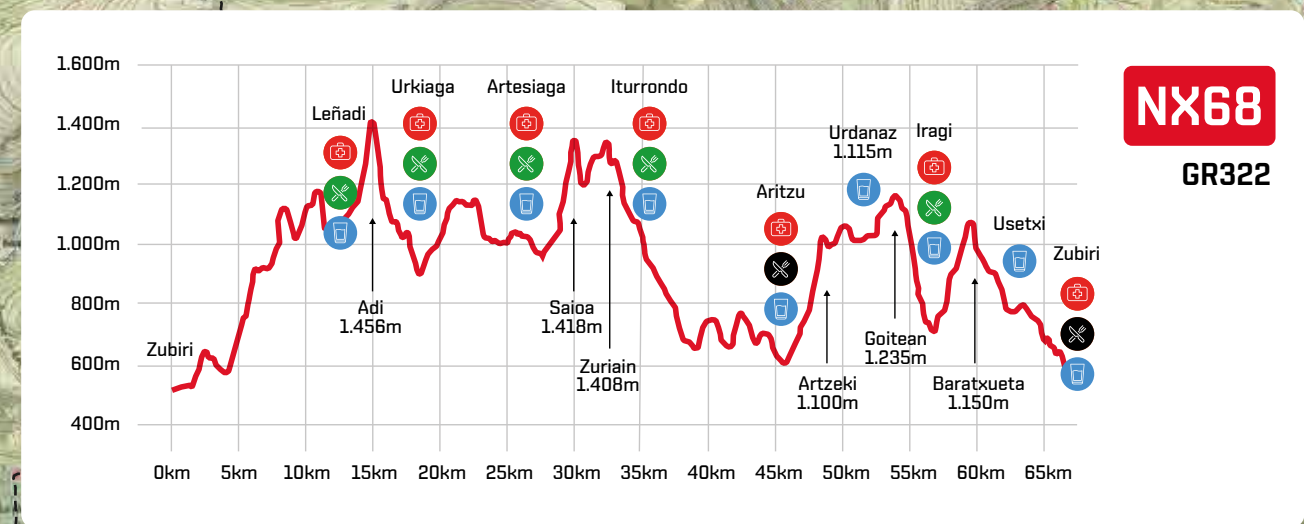 NX68
GR322
1.600m
1.400m
1.200m
1.000m
800m
600m
400m
Zubiri
Leñadi
Adi
1.456m
Urkiaga
Artesiaga
Saioa
1.418m
Zuriain
1.408m
Iturrondo
Aritzu
Artzeki
1.100m
Urdanaz
1.115m
Goitean
1.235m
Iragi
Baratxueta
1.150m
Usetxi
Zubiri
0km 5km 10km 15km 20km 25km 30km 35km 40km 45km 50km 55km 60km 65km